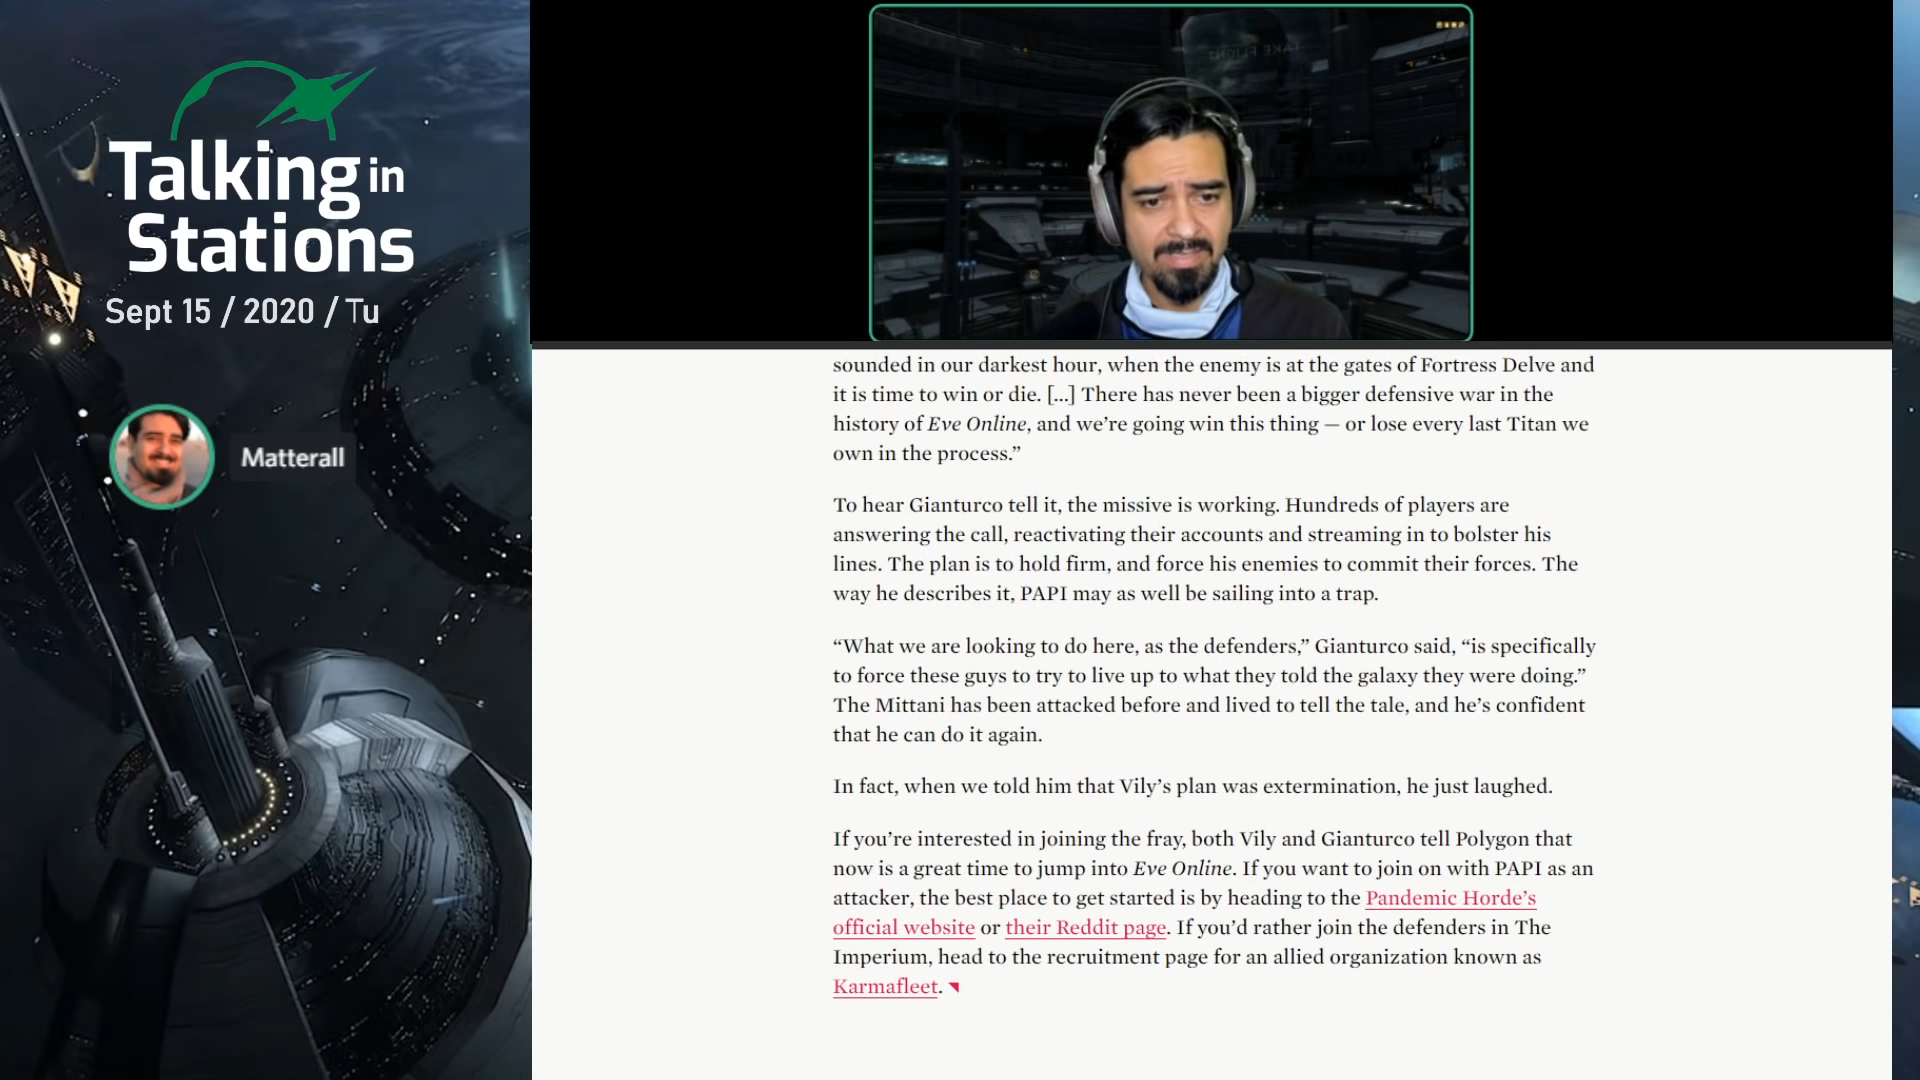 Talking in
Stations
Sept 15 / 2020 / Tu
Matterall
sounded in our darkest hour, when the enemy is at the gates of Fortress Delve and
it is time to win or die. [...] There has never been a bigger defensive war in the
history of Eve Online, and we’re going win this thing — or lose every last Titan we
own in the process.”
To hear Gianturco tell it, the missive is working. Hundreds of players are
answering the call, reactivating their accounts and streaming in to bolster his
lines. The plan is to hold firm, and force his enemies to commit their forces. The
way he describes it, PAPI may as well be sailing into a trap.
“What we are looking to do here, as the defenders,” Gianturco said, “is specifically
to force these guys to try to live up to what they told the galaxy they were doing.”
The Mittani has been attacked before and lived to tell the tale, and he’s confident
that he can do it again.
In fact, when we told him that Vily’s plan was extermination, he just laughed.
If you’re interested in joining the fray, both Vily and Gianturco tell Polygon that
now is a great time to jump into Eve Online. If you want to join on with PAPI as an
attacker, the best place to get started is by heading to the Pandemic Horde’s
official website or their Reddit page. If you’d rather join the defenders in The
Imperium, head to the recruitment page for an allied organization known as
Karmafleet.